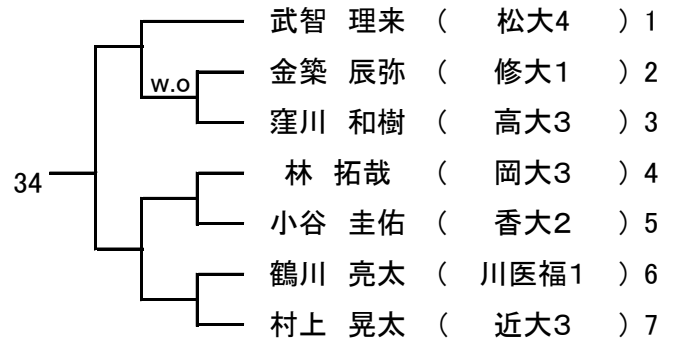 武智 理来 ( 松大4 ) 1
金築 辰弥 ( 修大1 ) 2
w.o
窪川 和樹 ( 高大3 ) 3
林 拓哉 ( 岡大3 ) 4
34
小谷 圭佑 ( 香大2 ) 5
鶴川 亮太 ( 川医福1 ) 6
村上 晃太 ( 近大3 ) 7